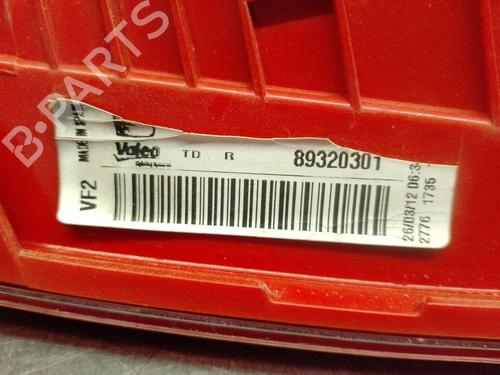 B-PARTS
MADE IN SPAIN
Valeo
TD R 89320301
VF2
26/03/12 06:3
2776 1735